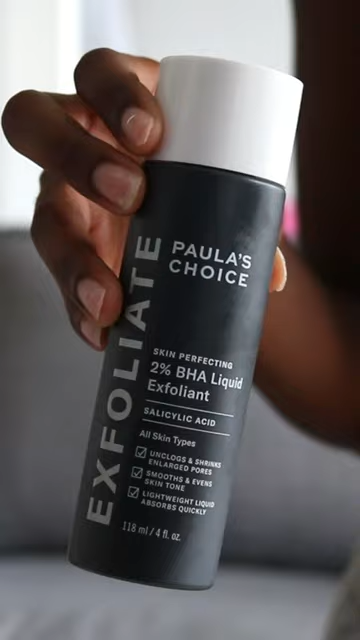 EXFOLIATE
PAULA'S
CHOICE
SKIN PERFECTING
2% BHA Liquid
Exfoliant
SALICYLIC ACID
All Skin Types
UNCLOGS & SHRINKS
ENLARGED PORES
SMOOTHS & EVENS
SKIN TONE
LIGHTWEIGHT LIQUID
ABSORBS QUICKLY
118 ml / 4 fl. oz.